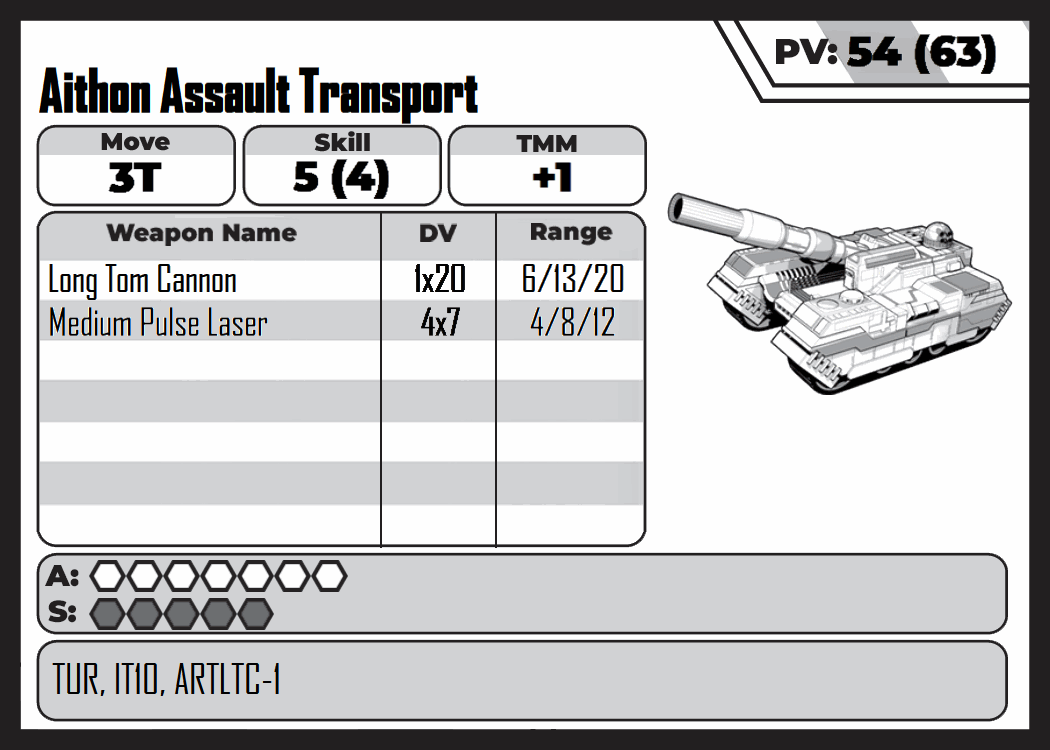 PV: 54 (63)
Aithon Assault Transport
Move Skill TMM
3T 5 (4) +1
Weapon Name DV Range
Long Tom Cannon 1x20 6/13/20
Medium Pulse Laser 4x7 4/8/12
A:
S:
TUR, IT10, ARTLTC-1